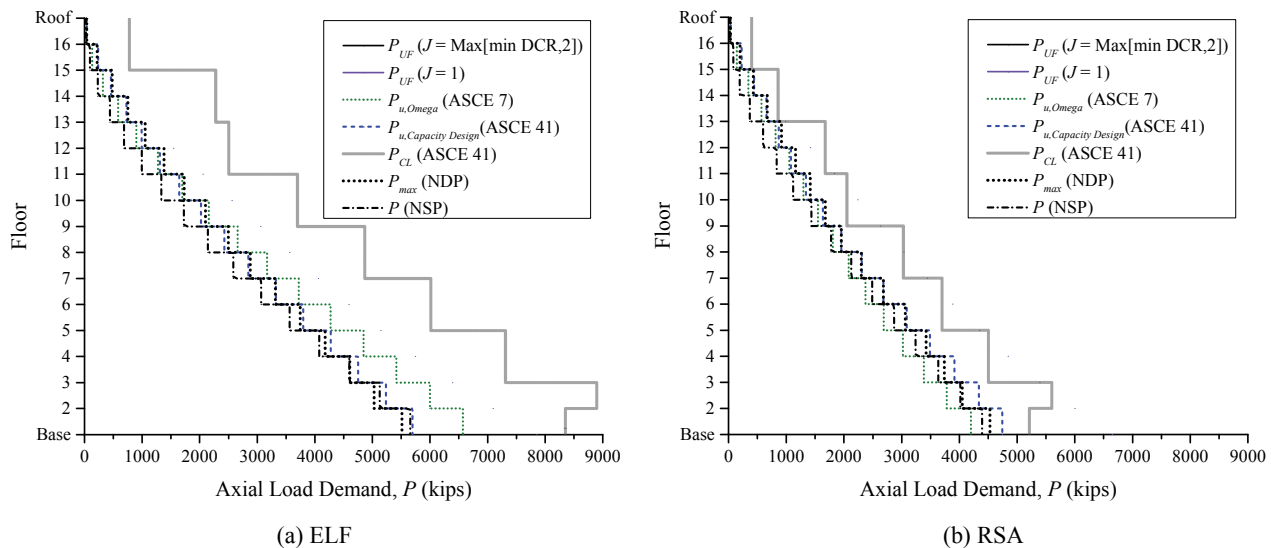 Roof
16
15
14
13
12
11
10
9
8
7
6
5
4
3
2
Base
Floor
0 1000 2000 3000 4000 5000 6000 7000 8000 9000
Axial Load Demand, P (kips)
P_UF (J = Max[min DCR,2])
P_UF (J = 1)
P_u,Omega (ASCE 7)
P_u,Capacity Design (ASCE 41)
P_CL (ASCE 41)
P_max (NDP)
P (NSP)
(a) ELF
Roof
16
15
14
13
12
11
10
9
8
7
6
5
4
3
2
Base
Floor
0 1000 2000 3000 4000 5000 6000 7000 8000 9000
Axial Load Demand, P (kips)
P_UF (J = Max[min DCR,2])
P_UF (J = 1)
P_u,Omega (ASCE 7)
P_u,Capacity Design (ASCE 41)
P_CL (ASCE 41)
P_max (NDP)
P (NSP)
(b) RSA